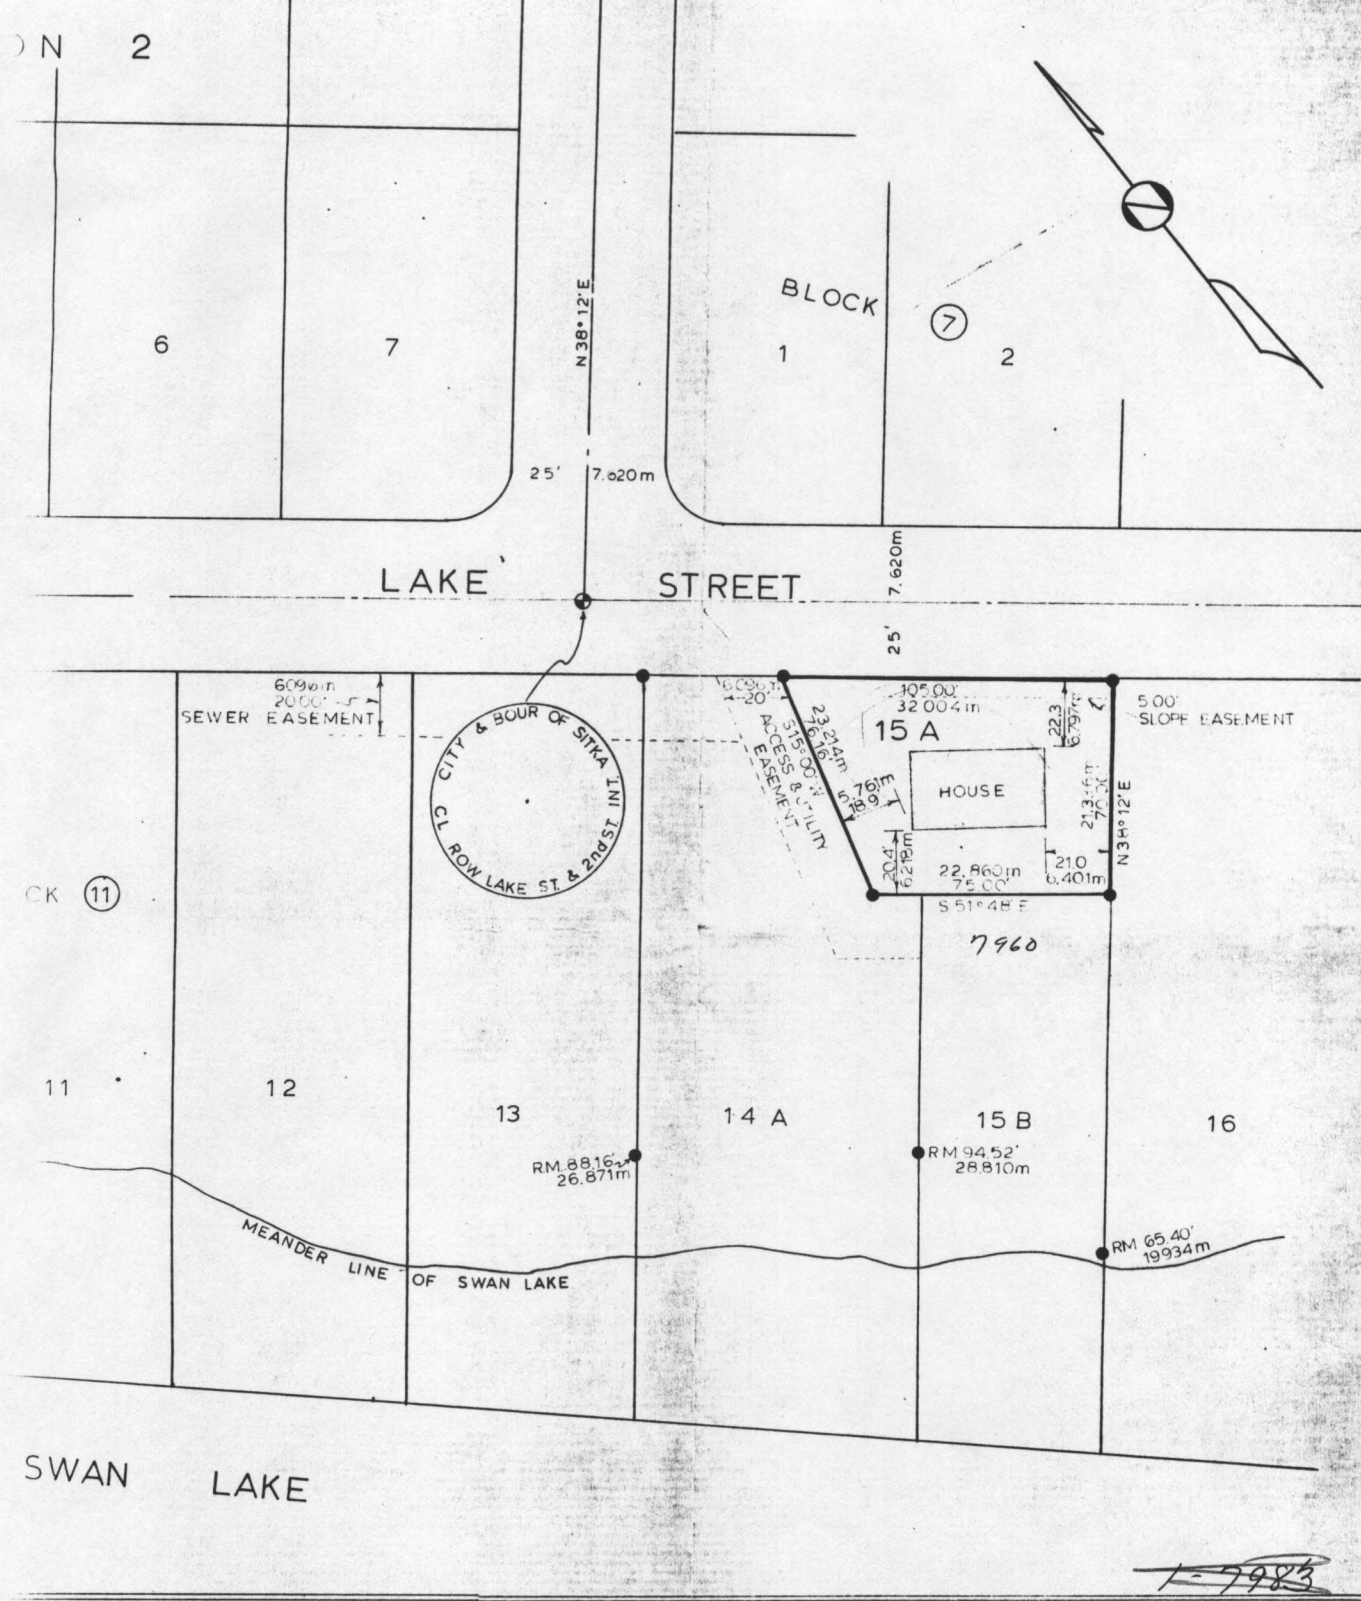 ON 2
6
7
N 38° 12' E
BLOCK 7
1
2
25' 7.620m
LAKE STREET
7.620m
25'
6.096m
20.00'
SEWER EASEMENT
CITY & BOUR OF SITKA
INT.
CL ROW LAKE ST. & 2nd ST.
6.096m
20'
105.00'
32.004m
5.00'
SLOPE EASEMENT
15 A
23.214m
76.16'
S 15° 00' W
ACCESS & UTILITY
EASEMENT
22.3
6.797m
HOUSE
18.9'
21.336m
70.00'
N 38° 12' E
20.4'
6.218m
22.860m
75.00'
S 51° 48' E
21.0
6.401m
7960
CK 11
11
12
13
14 A
15 B
16
RM. 88.16'
26.871m
RM 94.52'
28.810m
RM 65.40'
19.934m
MEANDER LINE OF SWAN LAKE
SWAN LAKE
1-7983